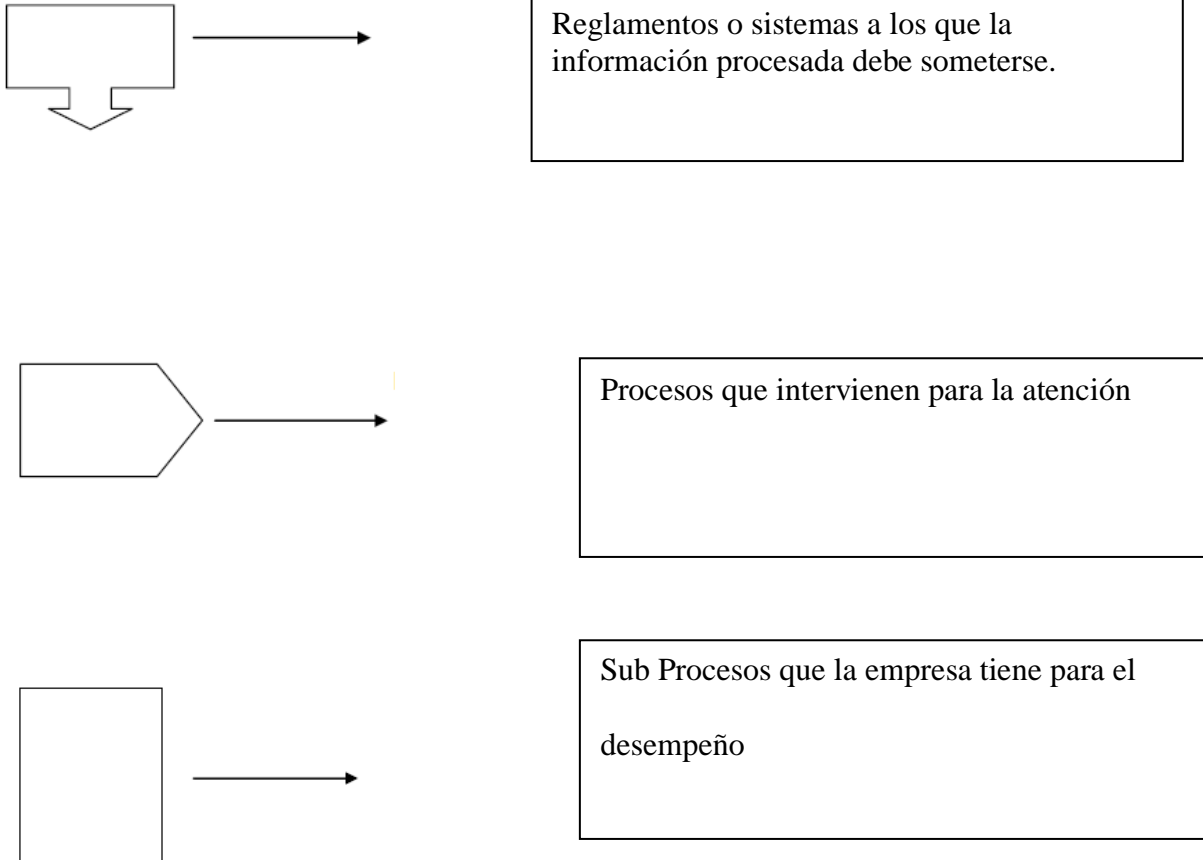 Reglamentos o sistemas a los que la
información procesada debe someterse.
Procesos que intervienen para la atención
Sub Procesos que la empresa tiene para el
desempeño